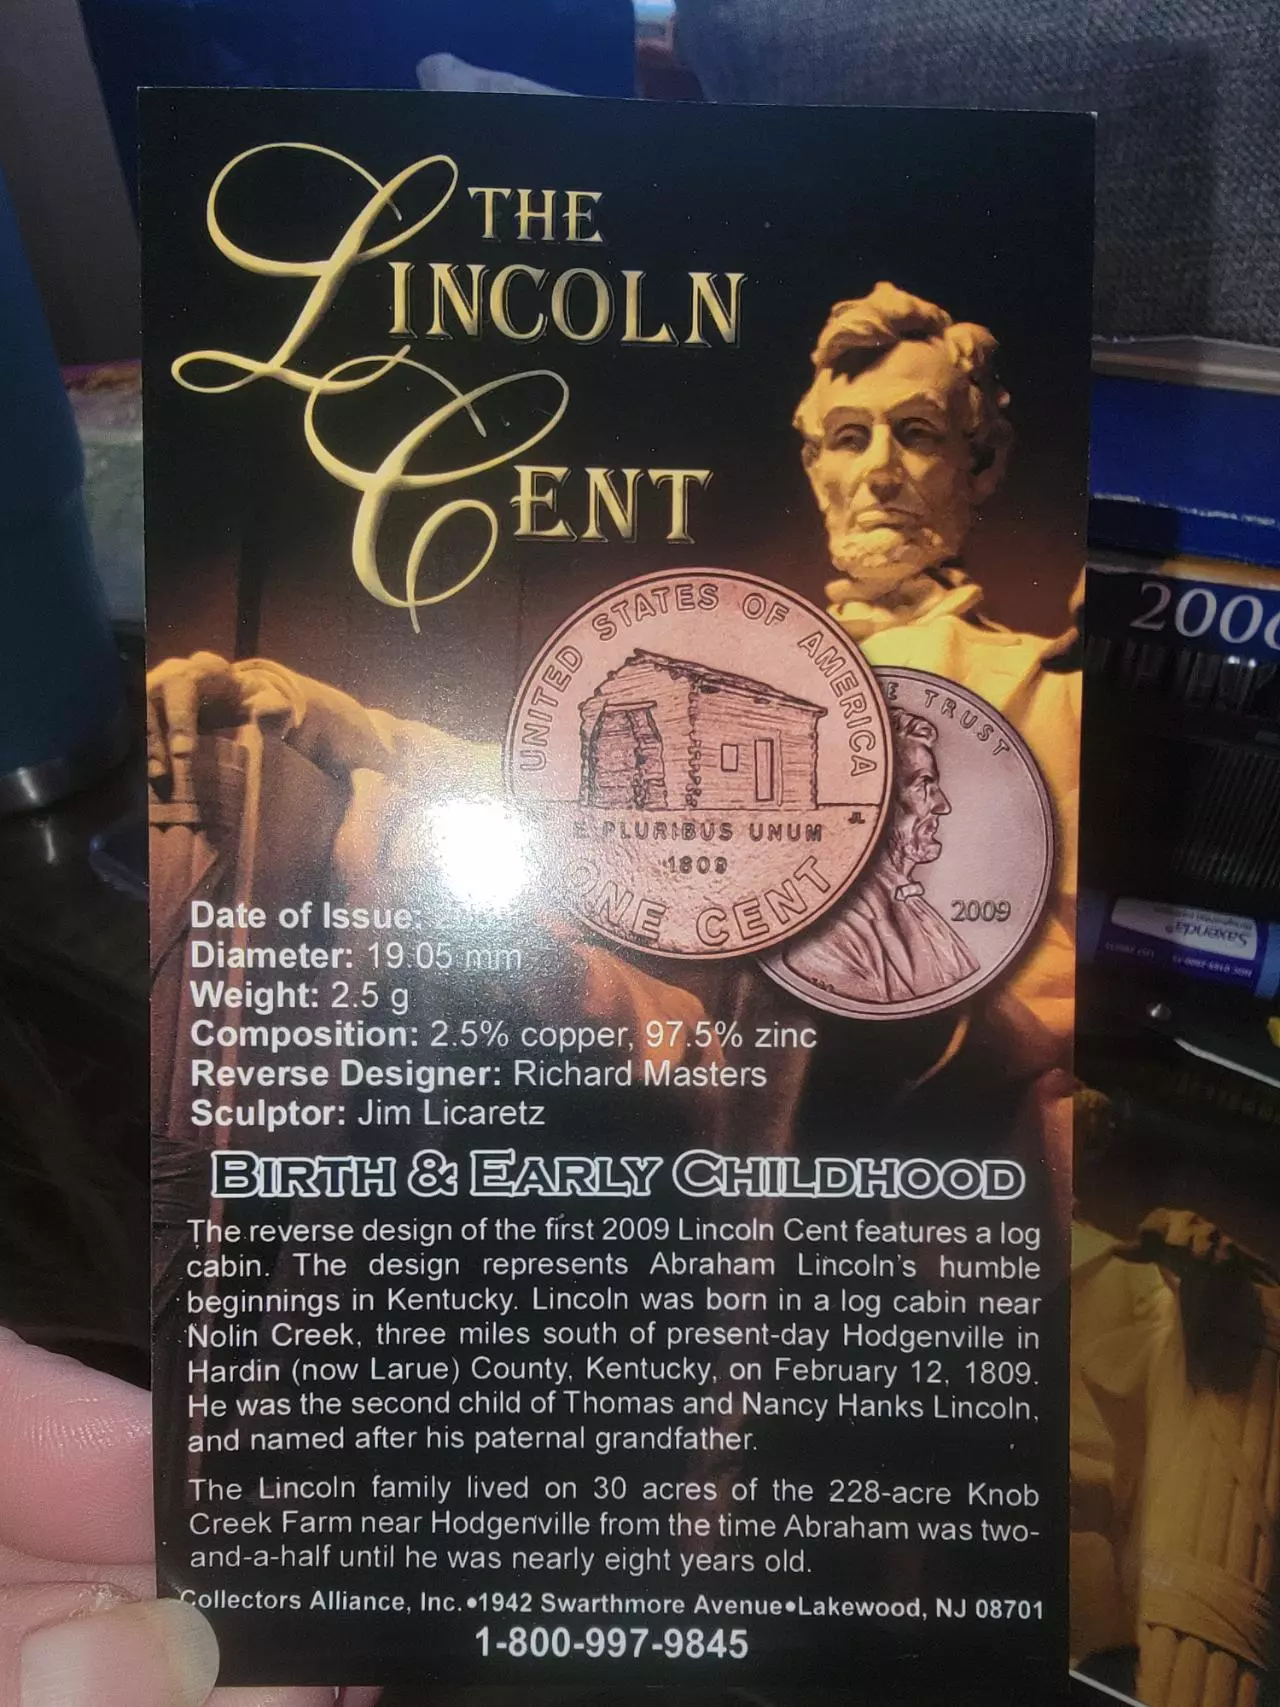 THE
LINCOLN
CENT
UNITED STATES OF AMERICA
E PLURIBUS UNUM
JL
1809
ONE CENT
E TRUST
2009
Date of Issue:
Diameter: 19.05 mm
Weight: 2.5 g
Composition: 2.5% copper, 97.5% zinc
Reverse Designer: Richard Masters
Sculptor: Jim Licaretz
BIRTH & EARLY CHILDHOOD
The reverse design of the first 2009 Lincoln Cent features a log
cabin. The design represents Abraham Lincoln's humble
beginnings in Kentucky. Lincoln was born in a log cabin near
Nolin Creek, three miles south of present-day Hodgenville in
Hardin (now Larue) County, Kentucky, on February 12, 1809.
He was the second child of Thomas and Nancy Hanks Lincoln,
and named after his paternal grandfather.
The Lincoln family lived on 30 acres of the 228-acre Knob
Creek Farm near Hodgenville from the time Abraham was two-
and-a-half until he was nearly eight years old.
Collectors Alliance, Inc.•1942 Swarthmore Avenue•Lakewood, NJ 08701
1-800-997-9845
200
Saxenda